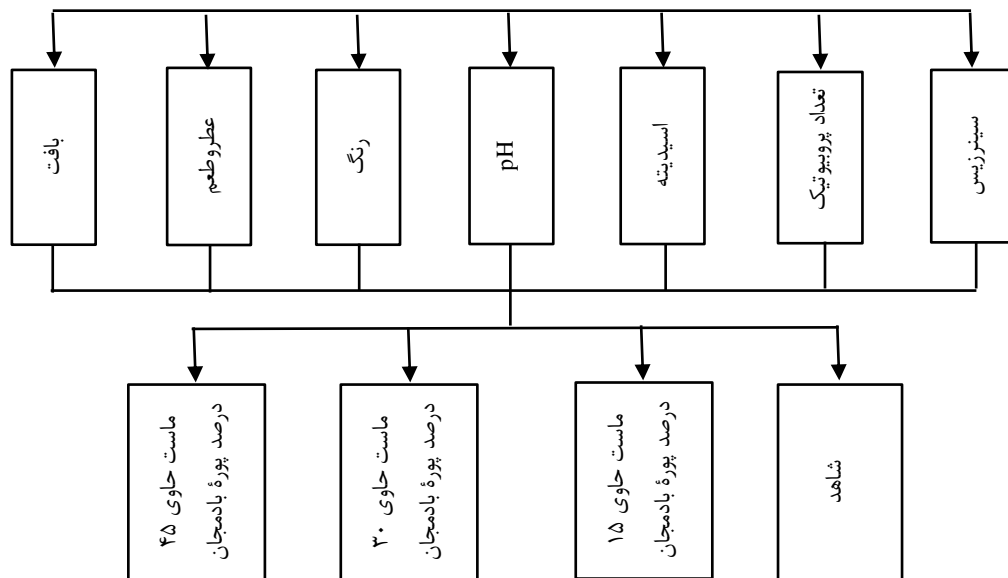 سینرزیس
تعداد پروبیوتیک
اسیدیته
pH
رنگ
عطروطعم
بافت
شاهد
ماست حاوی ۱۵
درصد پورهٔ بادمجان
ماست حاوی ۳۰
درصد پورهٔ بادمجان
ماست حاوی ۴۵
درصد پورهٔ بادمجان